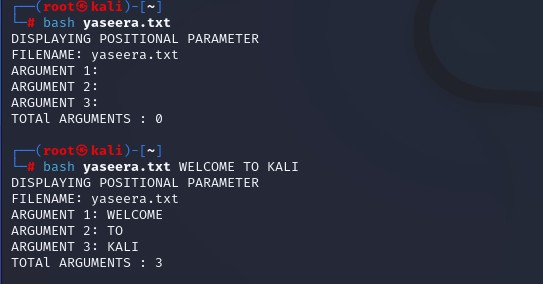 ┌──(root㉿kali)-[~]
└─# bash yaseera.txt
DISPLAYING POSITIONAL PARAMETER
FILENAME: yaseera.txt
ARGUMENT 1:
ARGUMENT 2:
ARGUMENT 3:
TOTAl ARGUMENTS : 0
┌──(root㉿kali)-[~]
└─# bash yaseera.txt WELCOME TO KALI
DISPLAYING POSITIONAL PARAMETER
FILENAME: yaseera.txt
ARGUMENT 1: WELCOME
ARGUMENT 2: TO
ARGUMENT 3: KALI
TOTAl ARGUMENTS : 3